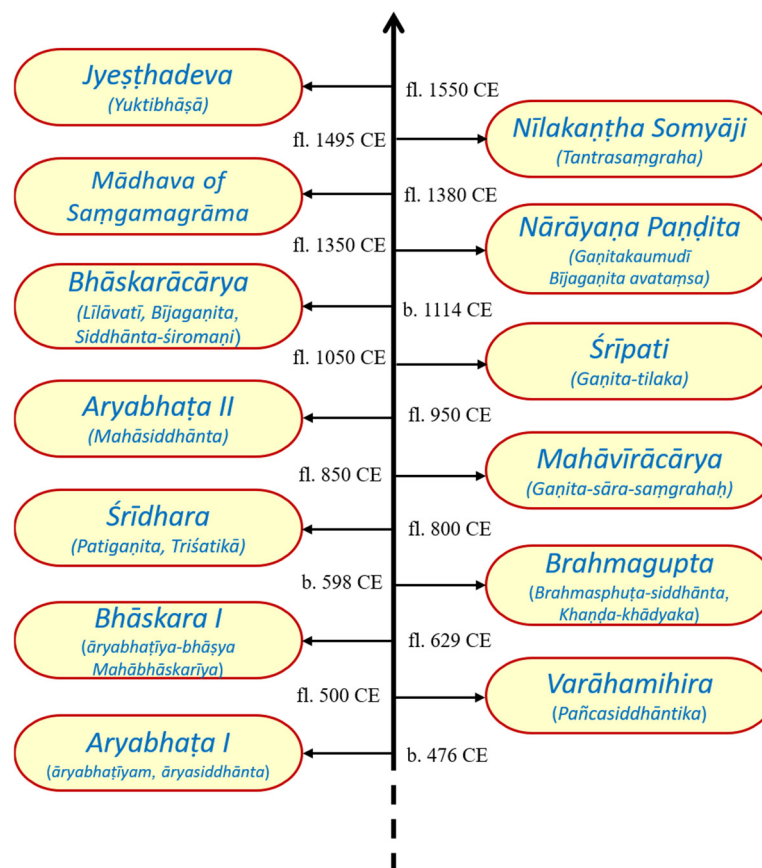 Jyeṣṭhadeva
(Yuktibhāṣā)
fl. 1550 CE
fl. 1495 CE
Nīlakaṇṭha Somyāji
(Tantrasaṃgraha)
Mādhava of
Saṃgamagrāma
fl. 1380 CE
fl. 1350 CE
Nārāyaṇa Paṇḍita
(Gaṇitakaumudī
Bījagaṇita avataṃsa)
Bhāskarācārya
(Līlāvatī, Bījagaṇita,
Siddhānta-śiromaṇi)
b. 1114 CE
fl. 1050 CE
Śrīpati
(Gaṇita-tilaka)
Aryabhaṭa II
(Mahāsiddhānta)
fl. 950 CE
fl. 850 CE
Mahāvīrācārya
(Gaṇita-sāra-saṃgrahaḥ)
Śrīdhara
(Patigaṇita, Triśatikā)
fl. 800 CE
b. 598 CE
Brahmagupta
(Brahmasphuṭa-siddhānta,
Khaṇḍa-khādyaka)
Bhāskara I
(āryabhaṭīya-bhāṣya
Mahābhāskarīya)
fl. 629 CE
fl. 500 CE
Varāhamihira
(Pañcasiddhāntika)
Aryabhaṭa I
(āryabhaṭīyam, āryasiddhānta)
b. 476 CE